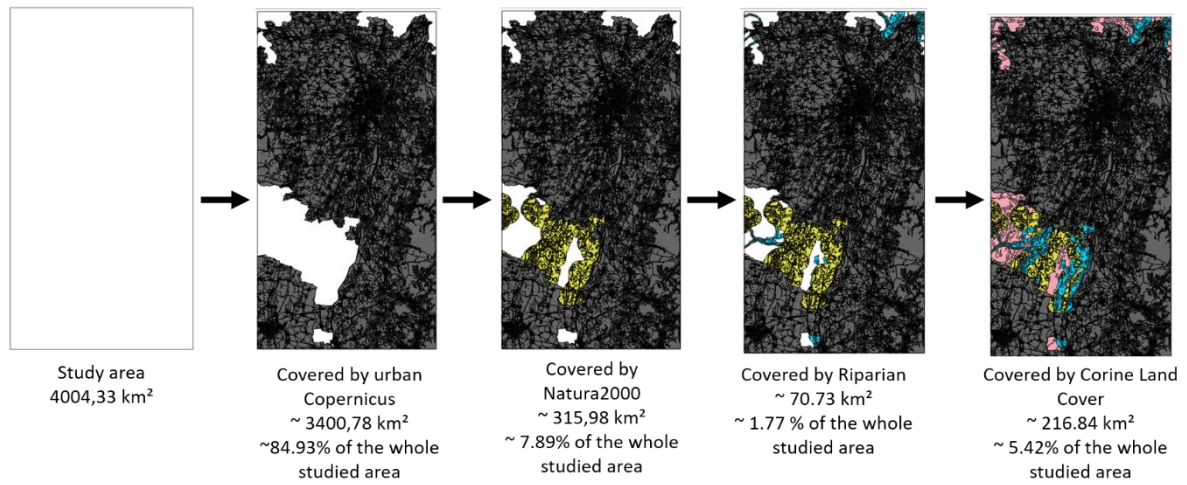 Study area
4004,33 km²
Covered by urban
Copernicus
~ 3400,78 km²
~84.93% of the whole
studied area
Covered by
Natura2000
~ 315,98 km²
~ 7.89% of the whole
studied area
Covered by Riparian
~ 70.73 km²
~ 1.77 % of the whole
studied area
Covered by Corine Land
Cover
~ 216.84 km²
~ 5.42% of the whole
studied area